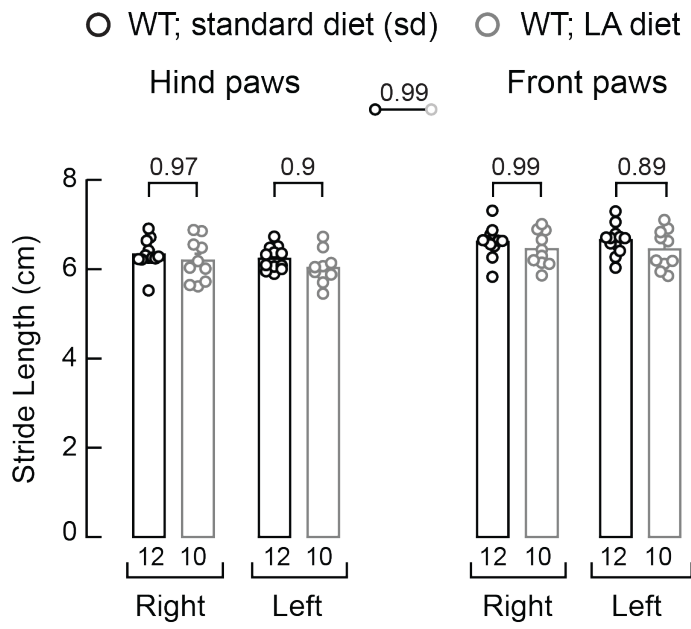 WT; standard diet (sd) WT; LA diet
Hind paws Front paws
0.99
0.97 0.9 0.99 0.89
8
6
4
2
0
Stride Length (cm)
12 10 12 10 12 10 12 10
Right Left Right Left